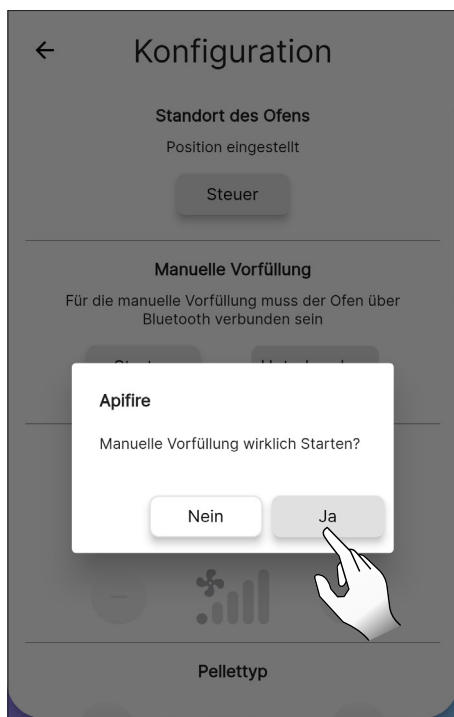 Konfiguration
Standort des Ofens
Position eingestellt
Steuer
Manuelle Vorfüllung
Für die manuelle Vorfüllung muss der Ofen über
Bluetooth verbunden sein
Apifire
Manuelle Vorfüllung wirklich Starten?
Nein
Ja
Pellettyp